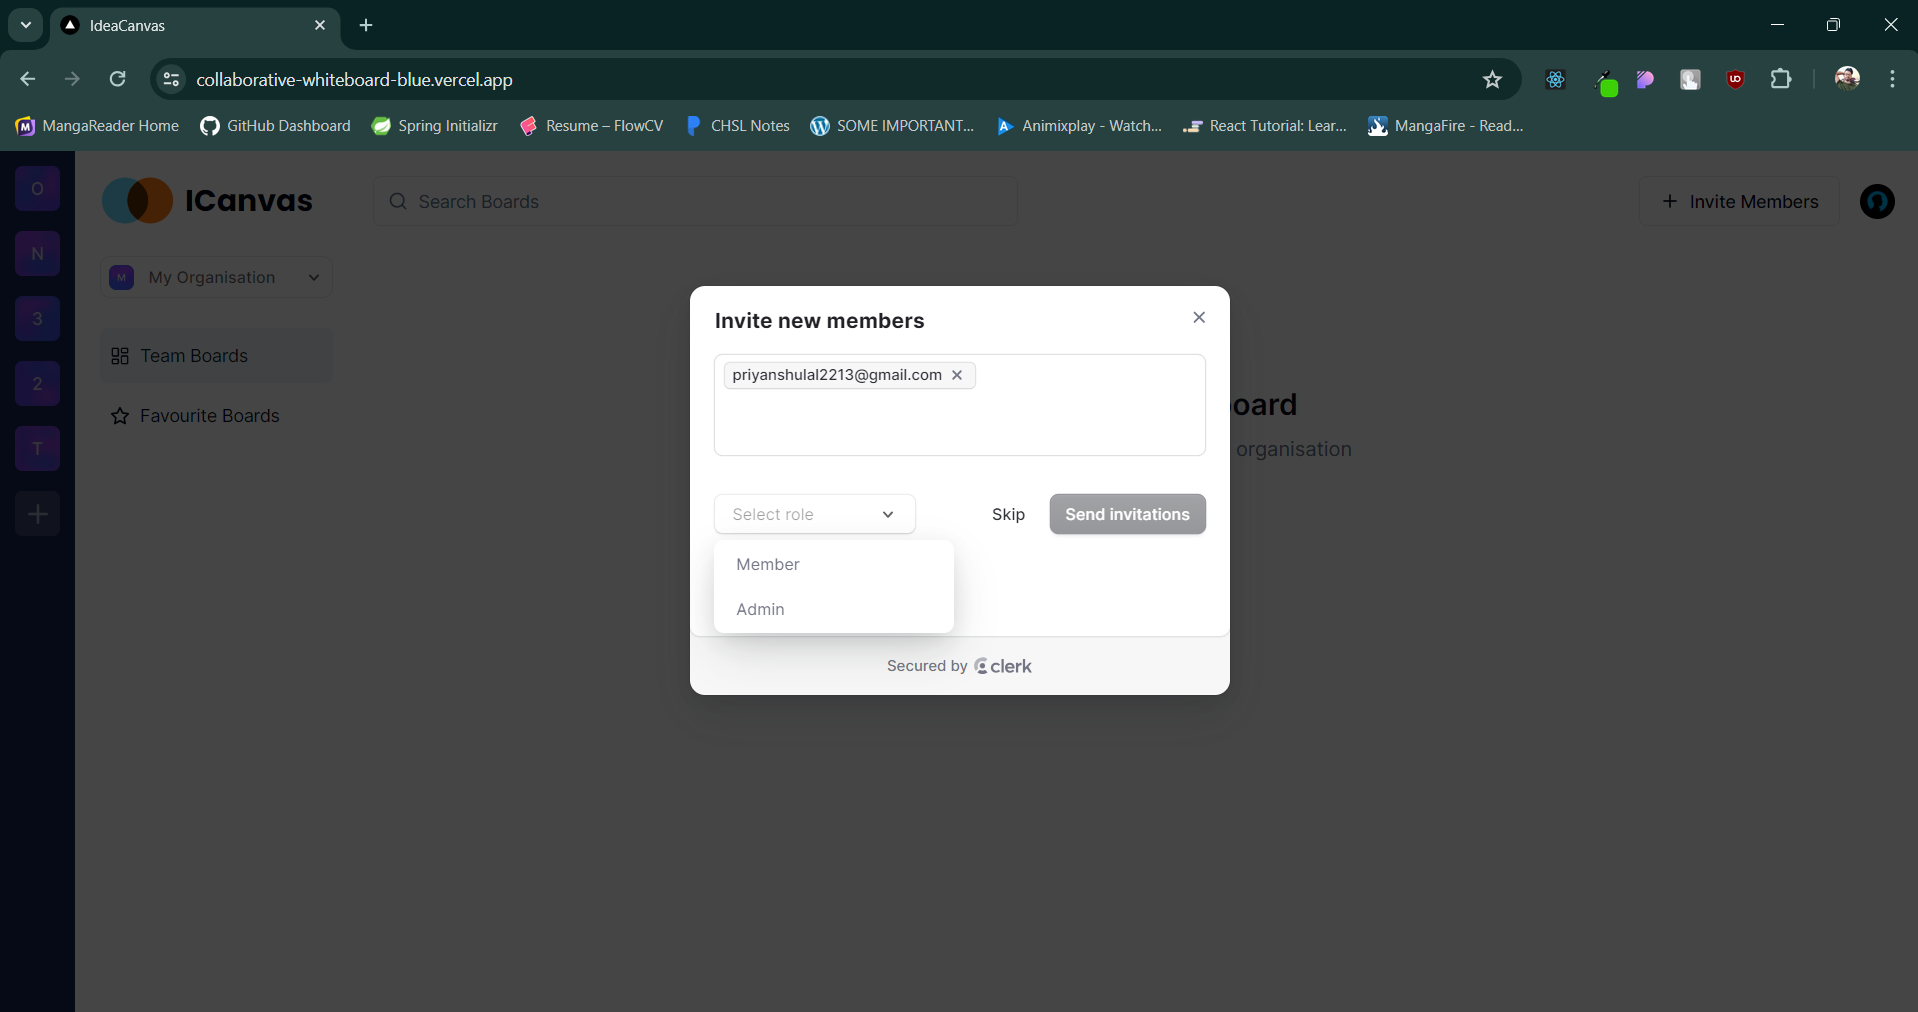 IdeaCanvas
collaborative-whiteboard-blue.vercel.app
MangaReader Home GitHub Dashboard Spring Initializr Resume – FlowCV CHSL Notes SOME IMPORTANT... Animixplay - Watch... React Tutorial: Lear... MangaFire - Read...
O
N
3
2
T
ICanvas
Search Boards
Invite Members
M My Organisation
Team Boards
Favourite Boards
oard
organisation
Invite new members
priyanshulal2213@gmail.com
Select role
Skip
Send invitations
Member
Admin
Secured by clerk